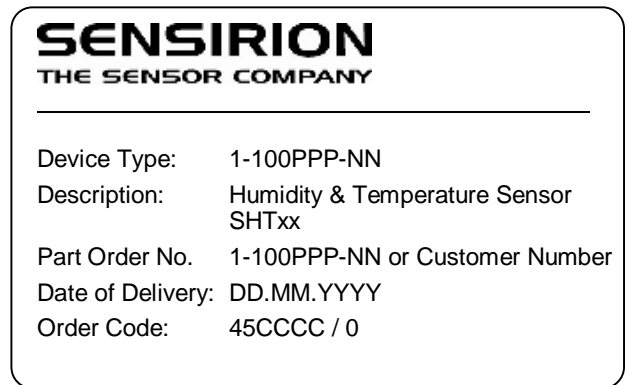 SENSIRION
THE SENSOR COMPANY
Device Type: 1-100PPP-NN
Description: Humidity & Temperature Sensor
SHTxx
Part Order No. 1-100PPP-NN or Customer Number
Date of Delivery: DD.MM.YYYY
Order Code: 45CCCC / 0